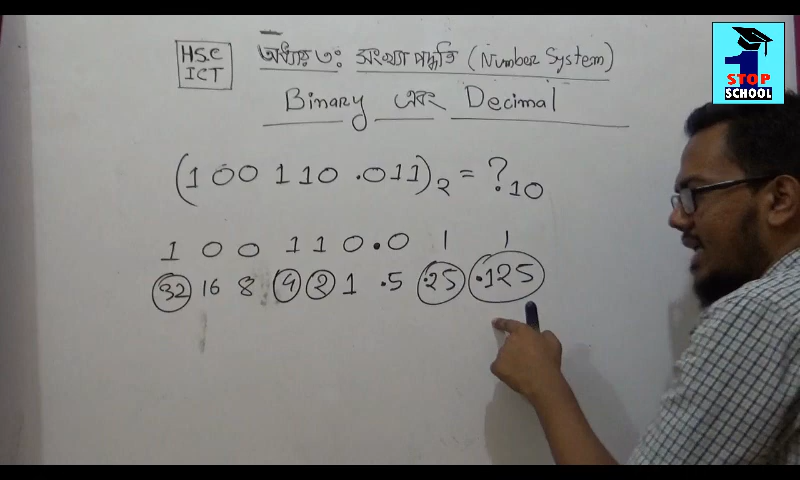 HSC
ICT
অধ্যায় ৩ঃ সংখ্যা পদ্ধতি (Number System)
Binary এবং Decimal
(100110.011)2 = ?10
1 0 0 1 1 0 . 0 1 1
32 16 8 4 2 1 .5 .25 .125
1
STOP
SCHOOL